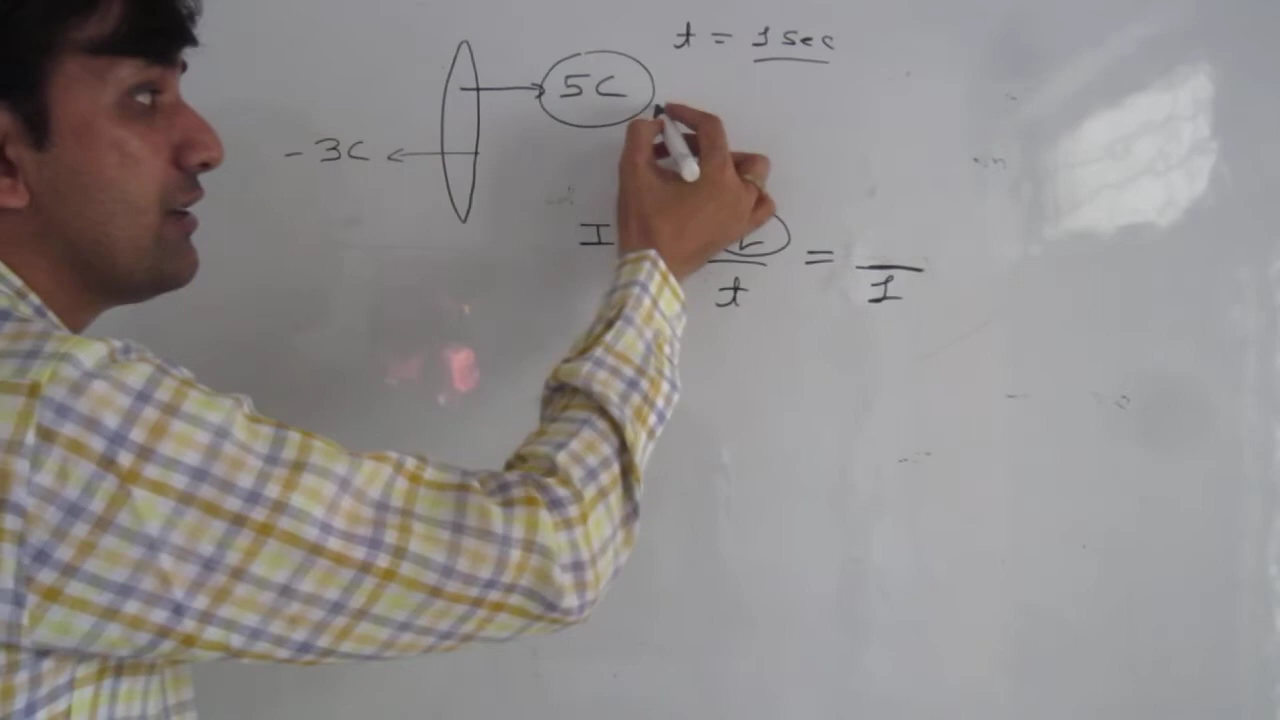 t = 1 sec
5C
-3C
I
t = 1